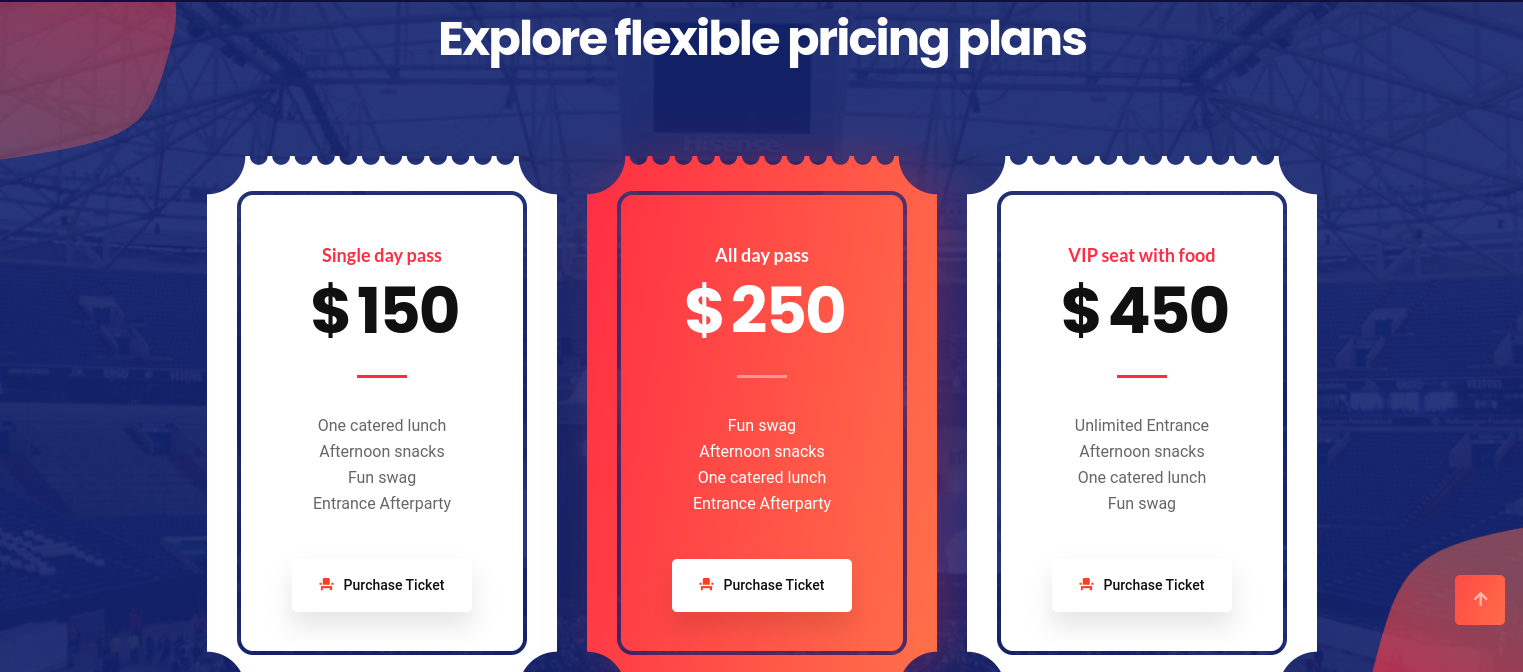 Explore flexible pricing plans
Single day pass
$ 150
One catered lunch
Afternoon snacks
Fun swag
Entrance Afterparty
Purchase Ticket
All day pass
$ 250
Fun swag
Afternoon snacks
One catered lunch
Entrance Afterparty
Purchase Ticket
VIP seat with food
$ 450
Unlimited Entrance
Afternoon snacks
One catered lunch
Fun swag
Purchase Ticket
Hisense